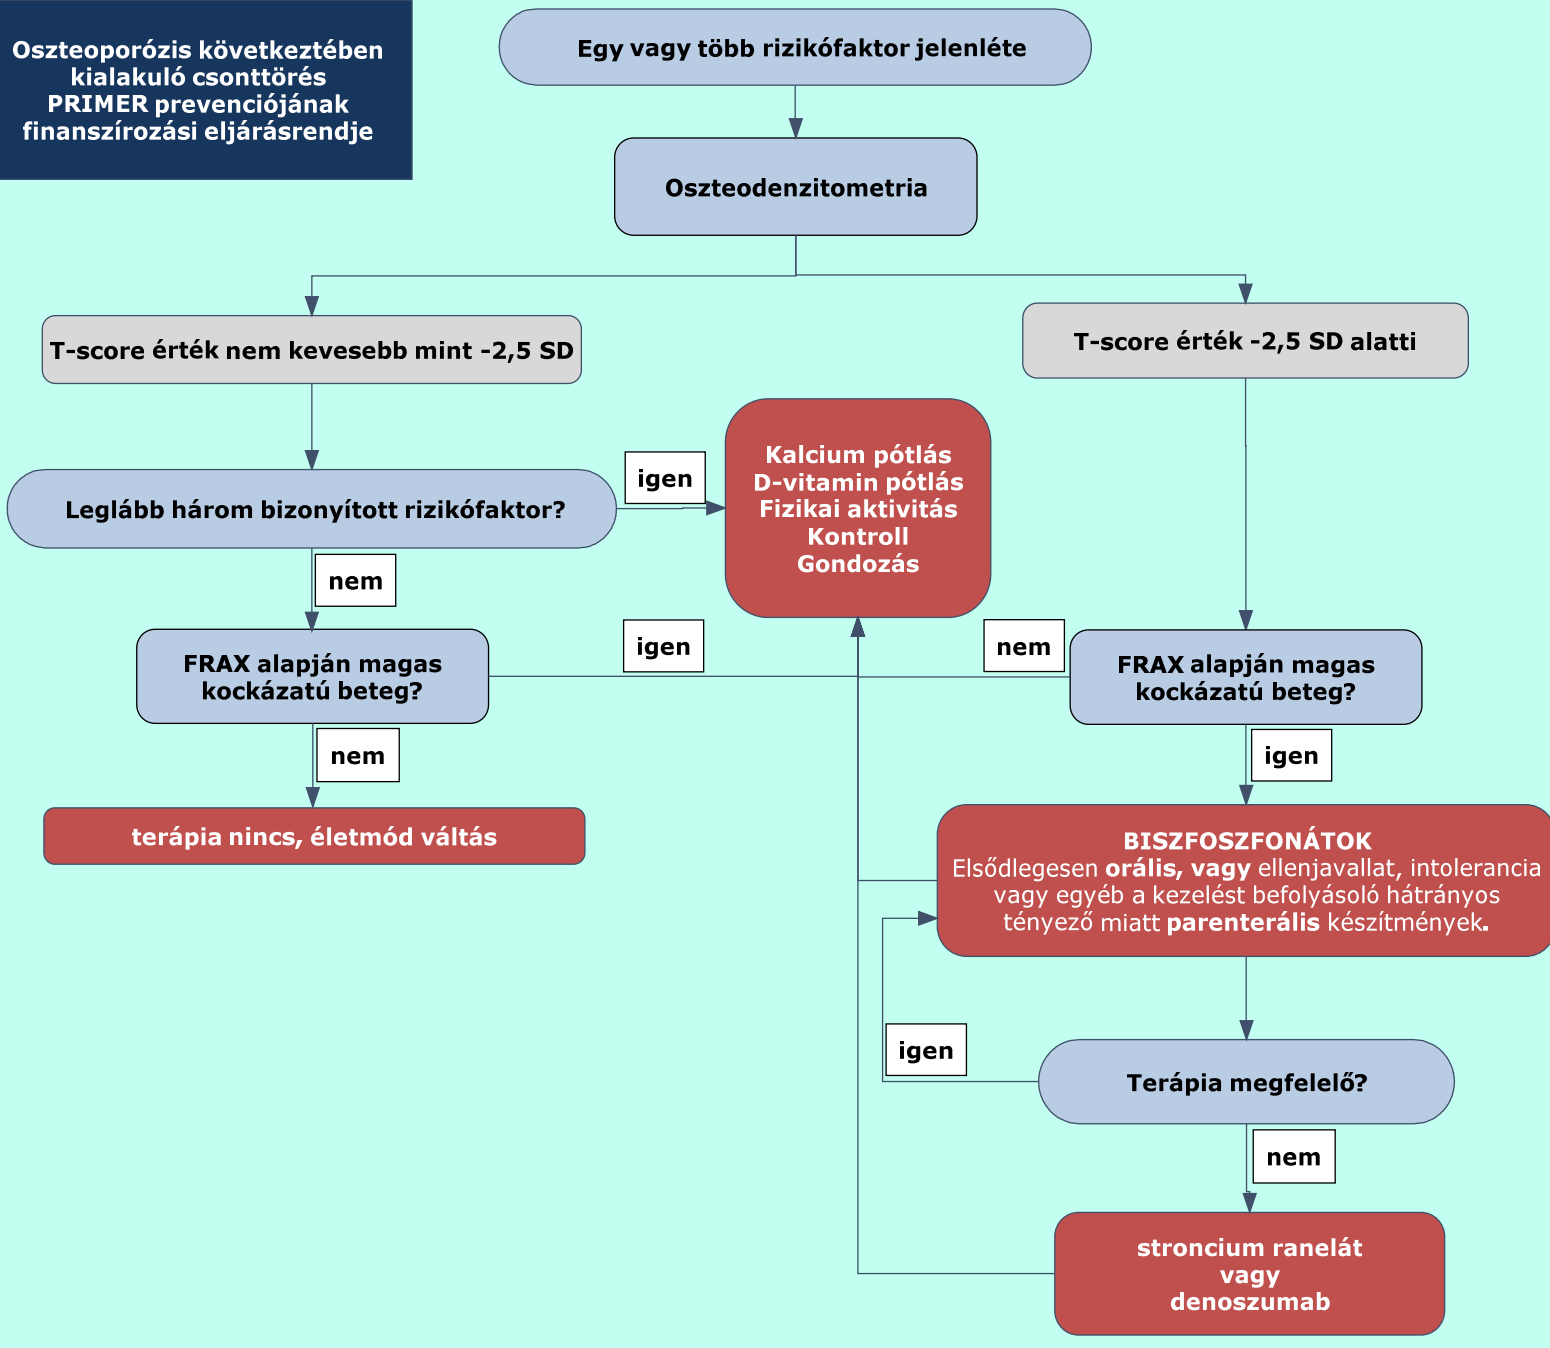 Oszteoporózis következtében
kialakuló csonttörés
PRIMER prevenciójának
finanszírozási eljárásrendje
Egy vagy több rizikófaktor jelenléte
Oszteodenzitometria
T-score érték nem kevesebb mint -2,5 SD
T-score érték -2,5 SD alatti
Leglább három bizonyított rizikófaktor?
igen
Kalcium pótlás
D-vitamin pótlás
Fizikai aktivitás
Kontroll
Gondozás
nem
FRAX alapján magas
kockázatú beteg?
igen
nem
FRAX alapján magas
kockázatú beteg?
nem
igen
terápia nincs, életmód váltás
BISZFOSZFONÁTOK
Elsődlegesen orális, vagy ellenjavallat, intolerancia
vagy egyéb a kezelést befolyásoló hátrányos
tényező miatt parenterális készítmények.
igen
Terápia megfelelő?
nem
stroncium ranelát
vagy
denoszumab